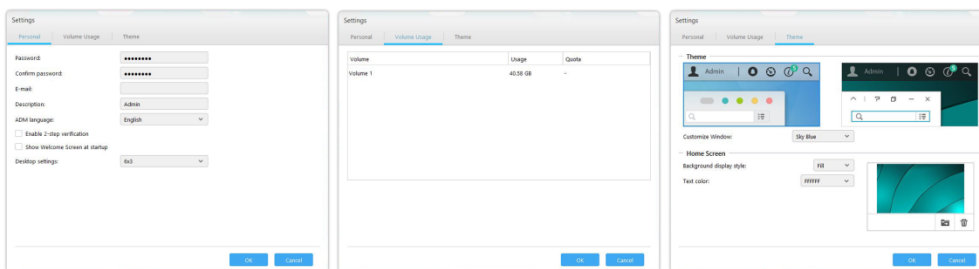 Settings
Personal Volume Usage Theme
Password: ••••••••
Confirm password: ••••••••
E-mail:
Description: Admin
ADM language: English
Enable 2-step verification
Show Welcome Screen at startup
Desktop settings: 8x3
OK Cancel
Settings
Personal Volume Usage Theme
Volume Usage Quota
Volume 1 40.58 GB -
OK Cancel
Settings
Personal Volume Usage Theme
Theme
Admin 5
Admin 5
Customize Window: Sky Blue
Home Screen
Background display style: Fill
Text color: FFFFFF
OK Cancel